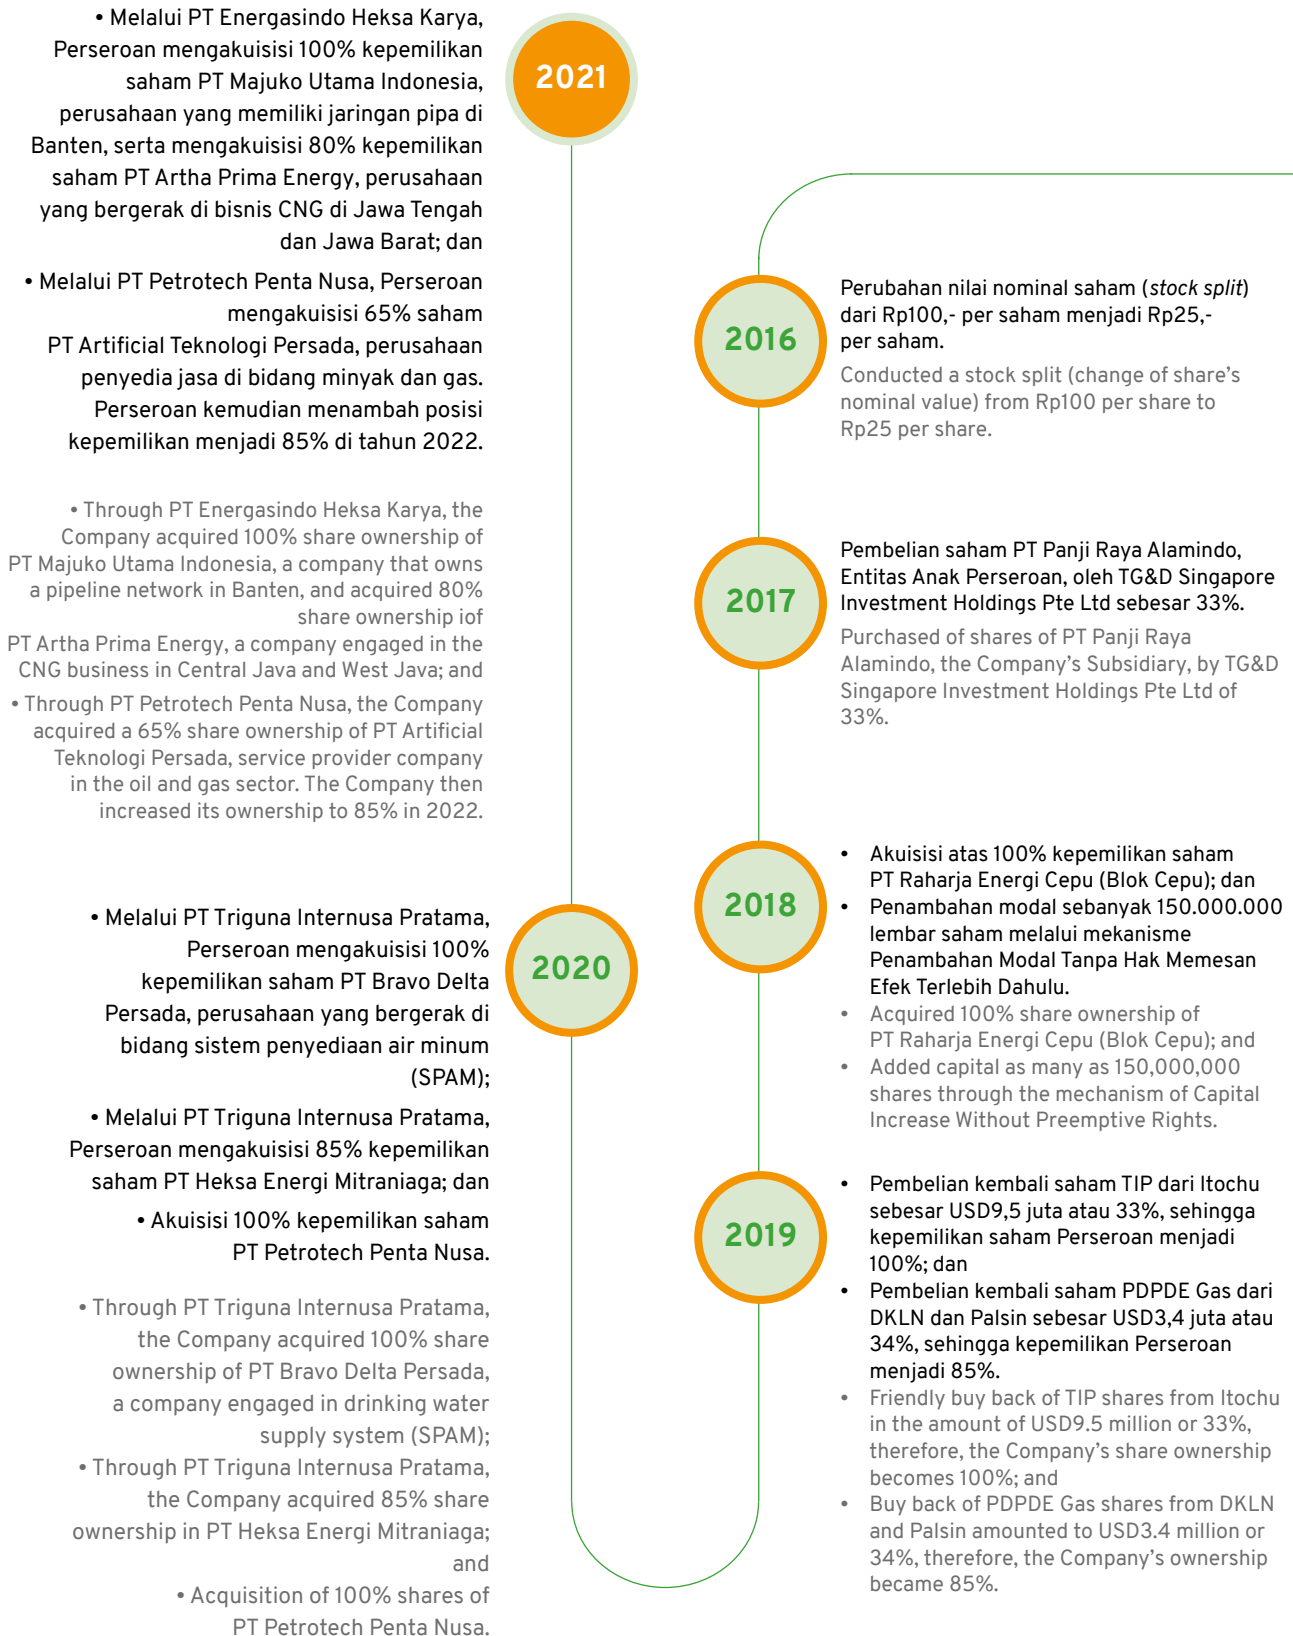 • Melalui PT Energasindo Heksa Karya,
Perseroan mengakuisisi 100% kepemilikan
saham PT Majuko Utama Indonesia,
perusahaan yang memiliki jaringan pipa di
Banten, serta mengakuisisi 80% kepemilikan
saham PT Artha Prima Energy, perusahaan
yang bergerak di bisnis CNG di Jawa Tengah
dan Jawa Barat; dan
• Melalui PT Petrotech Penta Nusa, Perseroan
mengakuisisi 65% saham
PT Artificial Teknologi Persada, perusahaan
penyedia jasa di bidang minyak dan gas.
Perseroan kemudian menambah posisi
kepemilikan menjadi 85% di tahun 2022.
• Through PT Energasindo Heksa Karya, the
Company acquired 100% share ownership of
PT Majuko Utama Indonesia, a company that owns
a pipeline network in Banten, and acquired 80%
share ownership iof
PT Artha Prima Energy, a company engaged in the
CNG business in Central Java and West Java; and
• Through PT Petrotech Penta Nusa, the Company
acquired a 65% share ownership of PT Artificial
Teknologi Persada, service provider company
in the oil and gas sector. The Company then
increased its ownership to 85% in 2022.
2021
• Melalui PT Triguna Internusa Pratama,
Perseroan mengakuisisi 100%
kepemilikan saham PT Bravo Delta
Persada, perusahaan yang bergerak di
bidang sistem penyediaan air minum
(SPAM);
• Melalui PT Triguna Internusa Pratama,
Perseroan mengakuisisi 85% kepemilikan
saham PT Heksa Energi Mitraniaga; dan
• Akuisisi 100% kepemilikan saham
PT Petrotech Penta Nusa.
• Through PT Triguna Internusa Pratama,
the Company acquired 100% share
ownership of PT Bravo Delta Persada,
a company engaged in drinking water
supply system (SPAM);
• Through PT Triguna Internusa Pratama,
the Company acquired 85% share
ownership in PT Heksa Energi Mitraniaga;
and
• Acquisition of 100% shares of
PT Petrotech Penta Nusa.
2020
2016
Perubahan nilai nominal saham (stock split)
dari Rp100,- per saham menjadi Rp25,-
per saham.
Conducted a stock split (change of share's
nominal value) from Rp100 per share to
Rp25 per share.
2017
Pembelian saham PT Panji Raya Alamindo,
Entitas Anak Perseroan, oleh TG&D Singapore
Investment Holdings Pte Ltd sebesar 33%.
Purchased of shares of PT Panji Raya
Alamindo, the Company's Subsidiary, by TG&D
Singapore Investment Holdings Pte Ltd of
33%.
2018
• Akuisisi atas 100% kepemilikan saham
PT Raharja Energi Cepu (Blok Cepu); dan
• Penambahan modal sebanyak 150.000.000
lembar saham melalui mekanisme
Penambahan Modal Tanpa Hak Memesan
Efek Terlebih Dahulu.
• Acquired 100% share ownership of
PT Raharja Energi Cepu (Blok Cepu); and
• Added capital as many as 150,000,000
shares through the mechanism of Capital
Increase Without Preemptive Rights.
2019
• Pembelian kembali saham TIP dari Itochu
sebesar USD9,5 juta atau 33%, sehingga
kepemilikan saham Perseroan menjadi
100%; dan
• Pembelian kembali saham PDPDE Gas dari
DKLN dan Palsin sebesar USD3,4 juta atau
34%, sehingga kepemilikan Perseroan
menjadi 85%.
• Friendly buy back of TIP shares from Itochu
in the amount of USD9.5 million or 33%,
therefore, the Company's share ownership
becomes 100%; and
• Buy back of PDPDE Gas shares from DKLN
and Palsin amounted to USD3.4 million or
34%, therefore, the Company's ownership
became 85%.